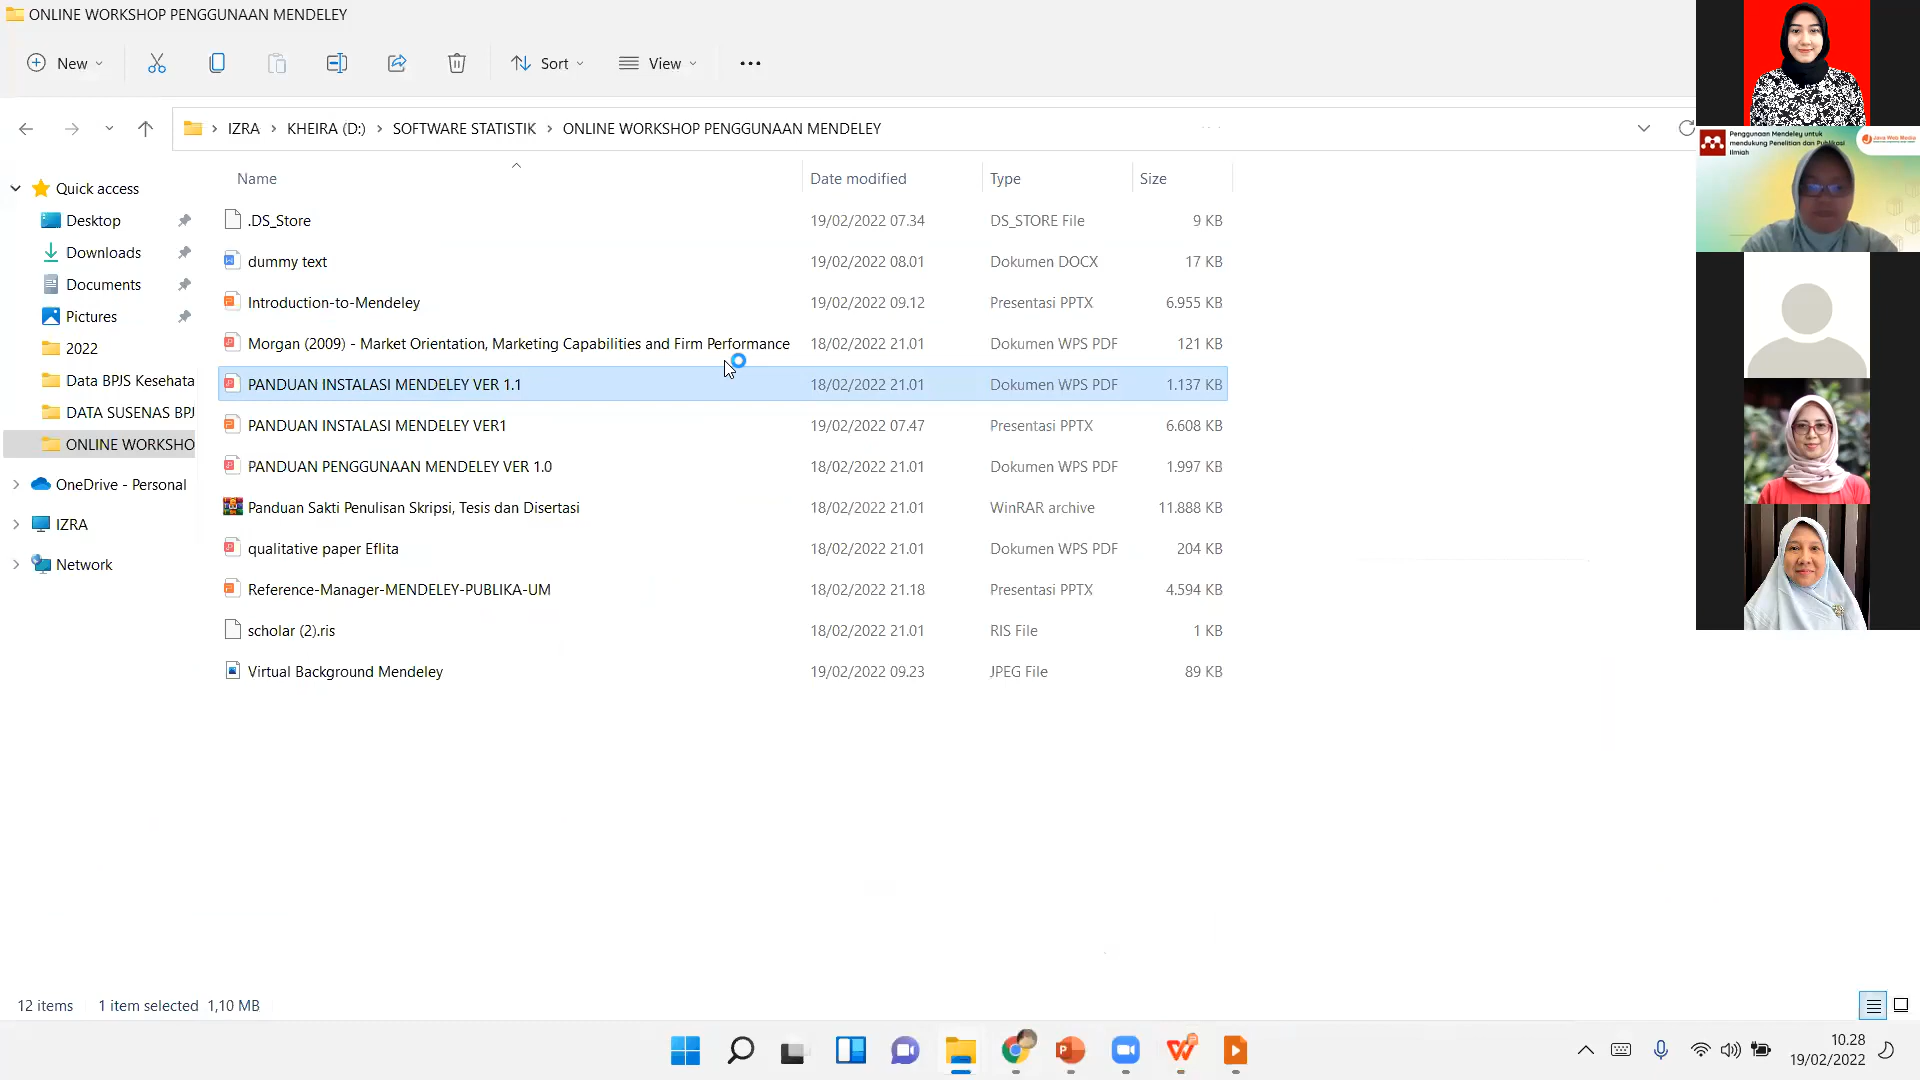 ONLINE WORKSHOP PENGGUNAAN MENDELEY
New
Sort
View
IZRA > KHEIRA (D:) > SOFTWARE STATISTIK > ONLINE WORKSHOP PENGGUNAAN MENDELEY
Name Date modified Type Size
Quick access
Desktop
Downloads
Documents
Pictures
2022
Data BPJS Kesehata
DATA SUSENAS BPJ
ONLINE WORKSHO
OneDrive - Personal
IZRA
Network
.DS_Store 19/02/2022 07.34 DS_STORE File 9 KB
dummy text 19/02/2022 08.01 Dokumen DOCX 17 KB
Introduction-to-Mendeley 19/02/2022 09.12 Presentasi PPTX 6.955 KB
Morgan (2009) - Market Orientation, Marketing Capabilities and Firm Performance 18/02/2022 21.01 Dokumen WPS PDF 121 KB
PANDUAN INSTALASI MENDELEY VER 1.1 18/02/2022 21.01 Dokumen WPS PDF 1.137 KB
PANDUAN INSTALASI MENDELEY VER1 19/02/2022 07.47 Presentasi PPTX 6.608 KB
PANDUAN PENGGUNAAN MENDELEY VER 1.0 18/02/2022 21.01 Dokumen WPS PDF 1.997 KB
Panduan Sakti Penulisan Skripsi, Tesis dan Disertasi 18/02/2022 21.01 WinRAR archive 11.888 KB
qualitative paper Eflita 18/02/2022 21.01 Dokumen WPS PDF 204 KB
Reference-Manager-MENDELEY-PUBLIKA-UM 18/02/2022 21.18 Presentasi PPTX 4.594 KB
scholar (2).ris 18/02/2022 21.01 RIS File 1 KB
Virtual Background Mendeley 19/02/2022 09.23 JPEG File 89 KB
Penggunaan Mendeley untuk
mendukung Penelitian dan Publikasi
Ilmiah
Java Web Media
12 items 1 item selected 1,10 MB
10.28
19/02/2022